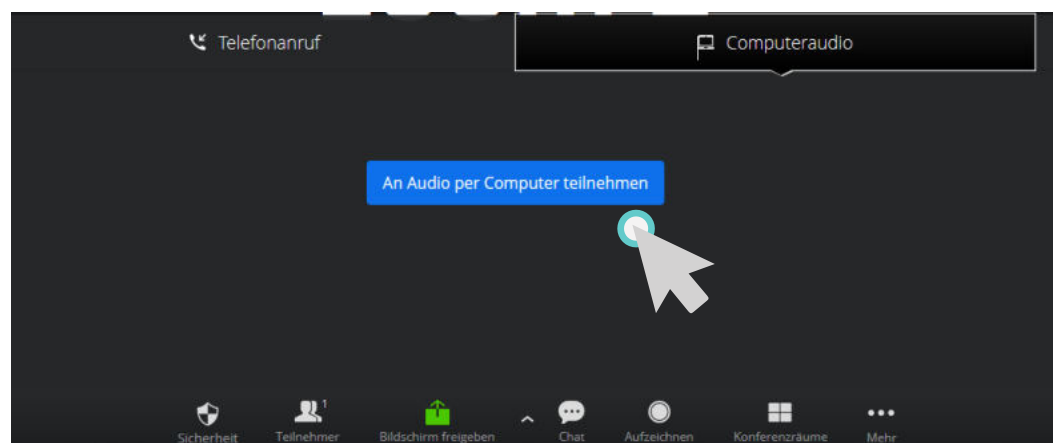 Telefonanruf
Computeraudio
An Audio per Computer teilnehmen
1
Sicherheit
Teilnehmer
Bildschirm freigeben
Chat
Aufzeichnen
Konferenzräume
Mehr